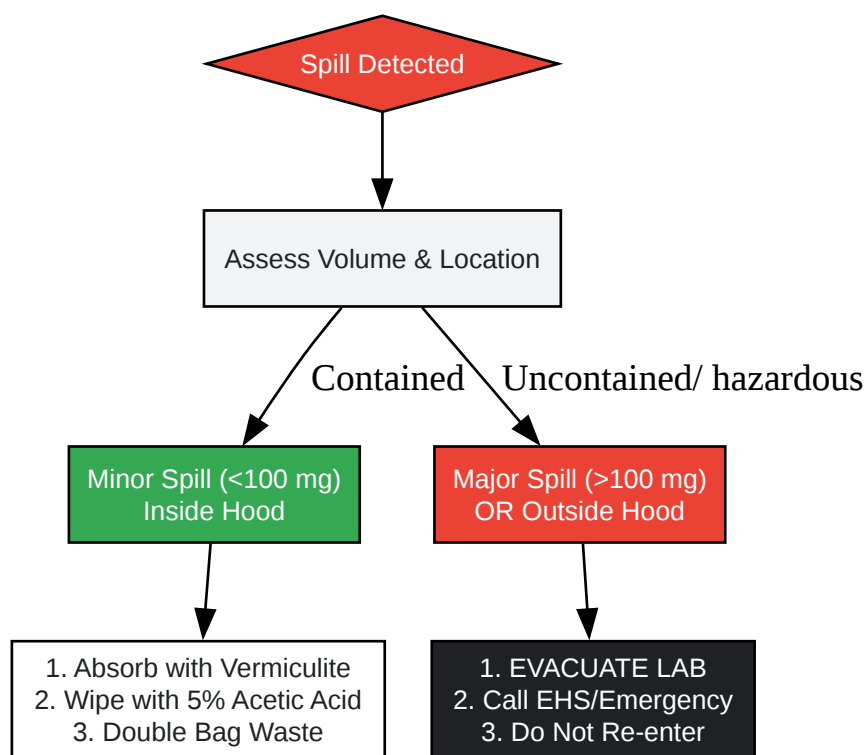 Spill Detected
Assess Volume & Location
Contained
Uncontained/ hazardous
Minor Spill (<100 mg)
Inside Hood
Major Spill (>100 mg)
OR Outside Hood
1. Absorb with Vermiculite
2. Wipe with 5% Acetic Acid
3. Double Bag Waste
1. EVACUATE LAB
2. Call EHS/Emergency
3. Do Not Re-enter